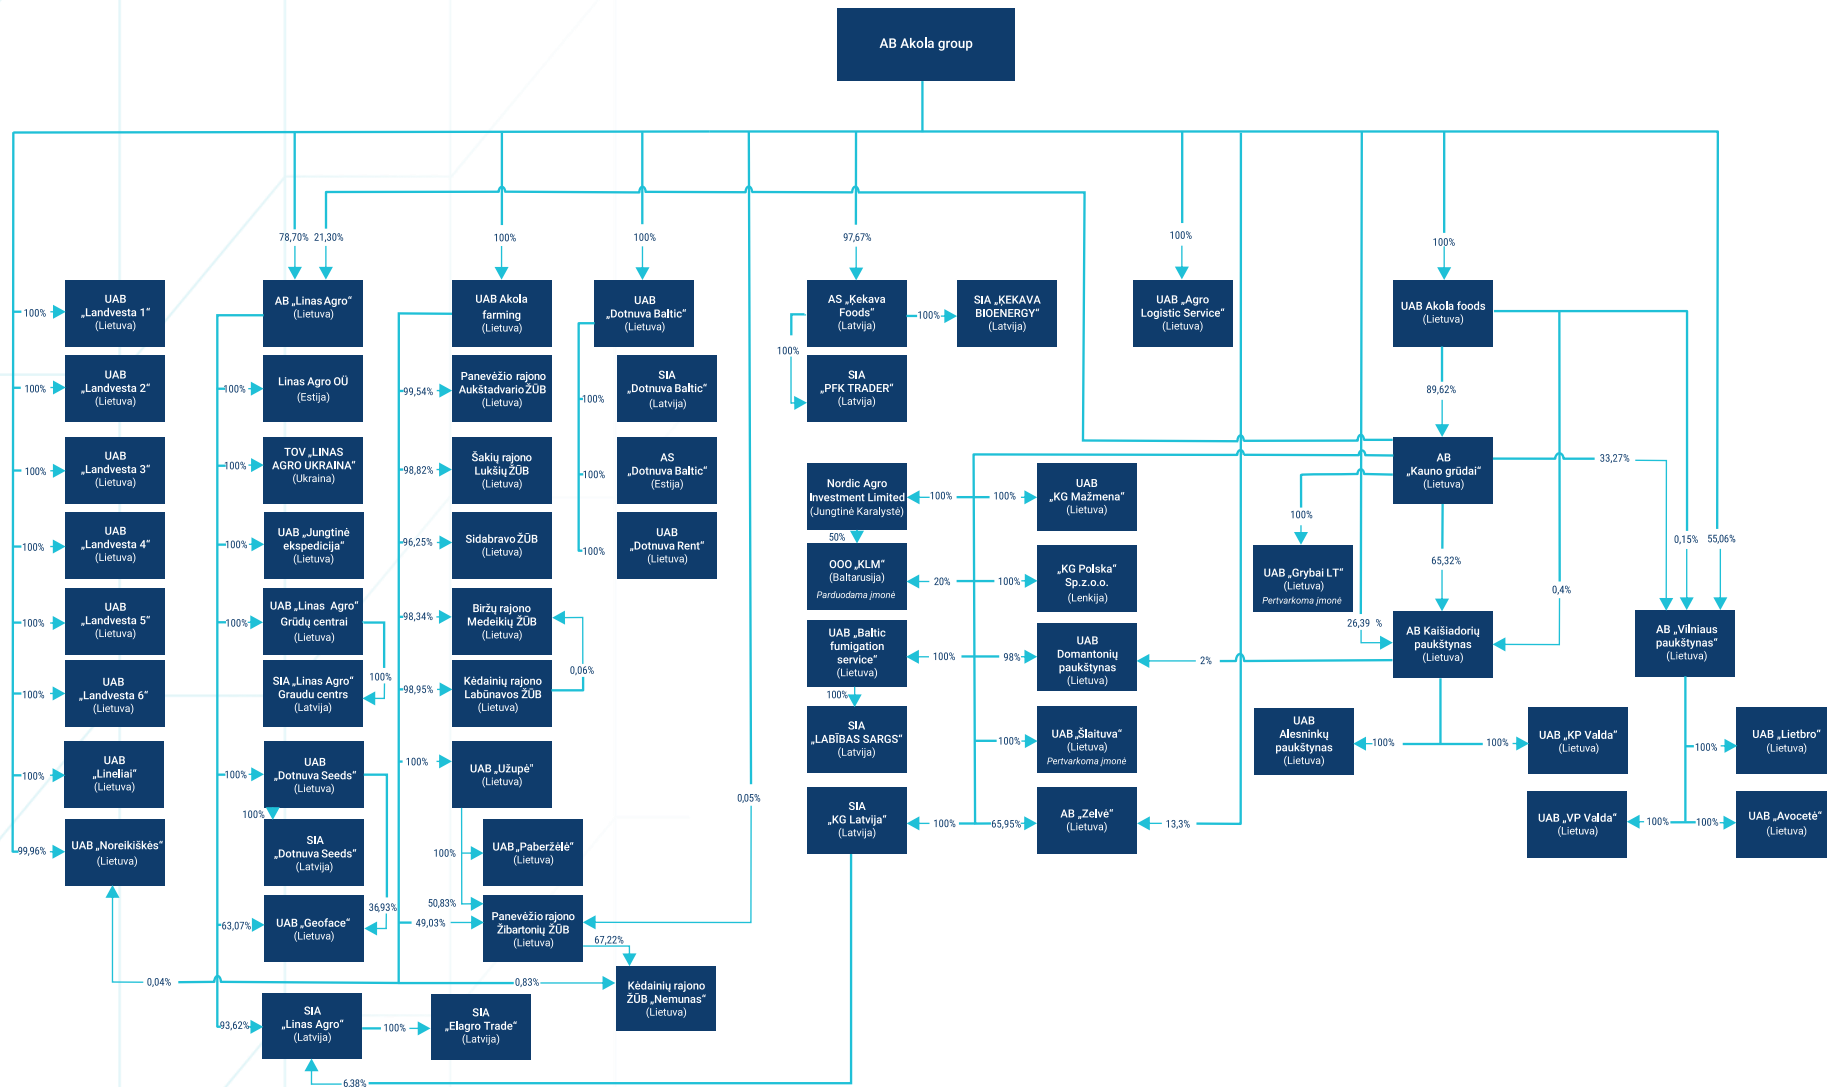 AB Akola group
78,70%
21,30%
100%
100%
97,67%
100%
100%
UAB
„Landvesta 1“
(Lietuva)
100%
UAB
„Landvesta 2“
(Lietuva)
100%
UAB
„Landvesta 3“
(Lietuva)
100%
UAB
„Landvesta 4“
(Lietuva)
100%
UAB
„Landvesta 5“
(Lietuva)
100%
UAB
„Landvesta 6“
(Lietuva)
100%
UAB
„Lineliai“
(Lietuva)
100%
UAB „Noreikiškės“
(Lietuva)
99,96%
0,04%
AB „Linas Agro“
(Lietuva)
Linas Agro OÜ
(Estija)
100%
TOV „LINAS
AGRO UKRAINA“
(Ukraina)
100%
UAB „Jungtinė
ekspedicija“
(Lietuva)
100%
UAB „Linas Agro“
Grūdų centrai
(Lietuva)
100%
100%
SIA „Linas Agro“
Graudu centrs
(Latvija)
UAB
„Dotnuva Seeds“
(Lietuva)
100%
100%
SIA
„Dotnuva Seeds“
(Latvija)
36,93%
UAB „Geoface“
(Lietuva)
63,07%
SIA
„Linas Agro“
(Latvija)
93,62%
100%
SIA
„Elagro Trade“
(Latvija)
6,38%
UAB Akola
farming
(Lietuva)
Panevėžio rajono
Aukštadvario ŽŪB
(Lietuva)
99,54%
Šakių rajono
Lukšių ŽŪB
(Lietuva)
98,82%
Sidabravo ŽŪB
(Lietuva)
96,25%
Biržų rajono
Medeikių ŽŪB
(Lietuva)
98,34%
0,06%
Kėdainių rajono
Labūnavos ŽŪB
(Lietuva)
98,95%
UAB „Užupė“
(Lietuva)
100%
UAB „Paberžėlė“
(Lietuva)
100%
50,83%
Panevėžio rajono
Žibartonių ŽŪB
(Lietuva)
49,03%
0,05%
67,22%
Kėdainių rajono
ŽŪB „Nemunas“
(Lietuva)
0,83%
UAB
„Dotnuva Baltic“
(Lietuva)
SIA
„Dotnuva Baltic“
(Latvija)
100%
AS
„Dotnuva Baltic“
(Estija)
100%
UAB
„Dotnuva Rent“
(Lietuva)
100%
AS „Ķekava
Foods“
(Latvija)
100%
SIA „ĶEKAVA
BIOENERGY“
(Latvija)
100%
SIA
„PFK TRADER“
(Latvija)
Nordic Agro
Investment Limited
(Jungtinė Karalystė)
100%
50%
OOO „KLM“
(Baltarusija)
Parduodama įmonė
20%
UAB „Baltic
fumigation
service“
(Lietuva)
100%
100%
SIA
„LABĪBAS SARGS“
(Latvija)
SIA
„KG Latvija“
(Latvija)
100%
UAB
„KG Mažmena“
(Lietuva)
100%
„KG Polska“
Sp.z.o.o.
(Lenkija)
100%
UAB
Domantonių
paukštynas
(Lietuva)
98%
2%
UAB „Šlaituva“
(Lietuva)
Pertvarkoma įmonė
100%
AB „Zelvė“
(Lietuva)
65,95%
13,3%
UAB „Agro
Logistic Service“
(Lietuva)
UAB Akola foods
(Lietuva)
89,62%
AB
„Kauno grūdai“
(Lietuva)
33,27%
100%
UAB „Grybai LT“
(Lietuva)
Pertvarkoma įmonė
65,32%
0,15%
55,06%
0,4%
26,39 %
AB Kaišiadorių
paukštynas
(Lietuva)
AB „Vilniaus
paukštynas“
(Lietuva)
UAB
Alesninkų
paukštynas
(Lietuva)
100%
100%
UAB „KP Valda“
(Lietuva)
UAB „Lietbro“
(Lietuva)
100%
UAB „VP Valda“
(Lietuva)
100%
100%
UAB „Avocetė“
(Lietuva)